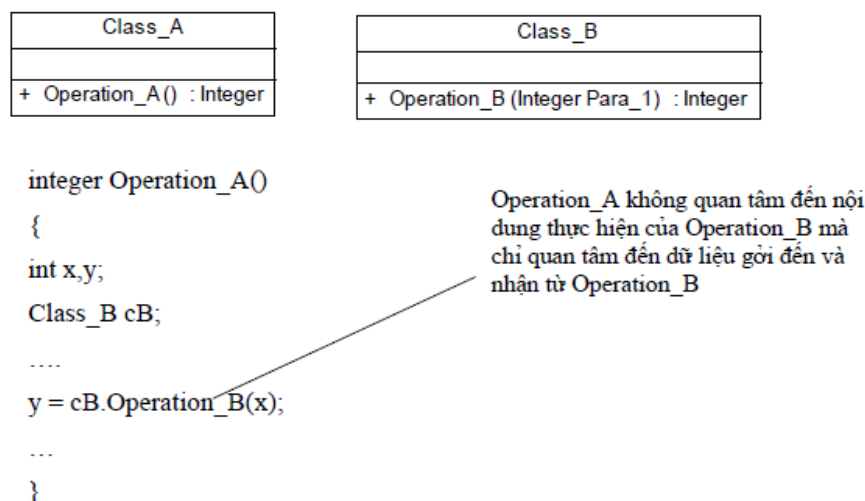 Class_A
+ Operation_A() : Integer
Class_B
+ Operation_B (Integer Para_1) : Integer
integer Operation_A()
{
int x,y;
Class_B cB;
....
y = cB.Operation_B(x);
...
}
Operation_A không quan tâm đến nội
dung thực hiện của Operation_B mà
chỉ quan tâm đến dữ liệu gởi đến và
nhận từ Operation_B